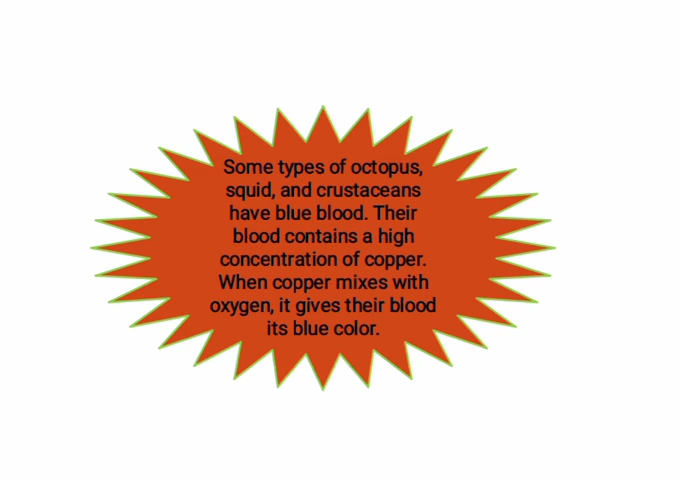 Some types of octopus,
squid, and crustaceans
have blue blood. Their
blood contains a high
concentration of copper.
When copper mixes with
oxygen, it gives their blood
its blue color.